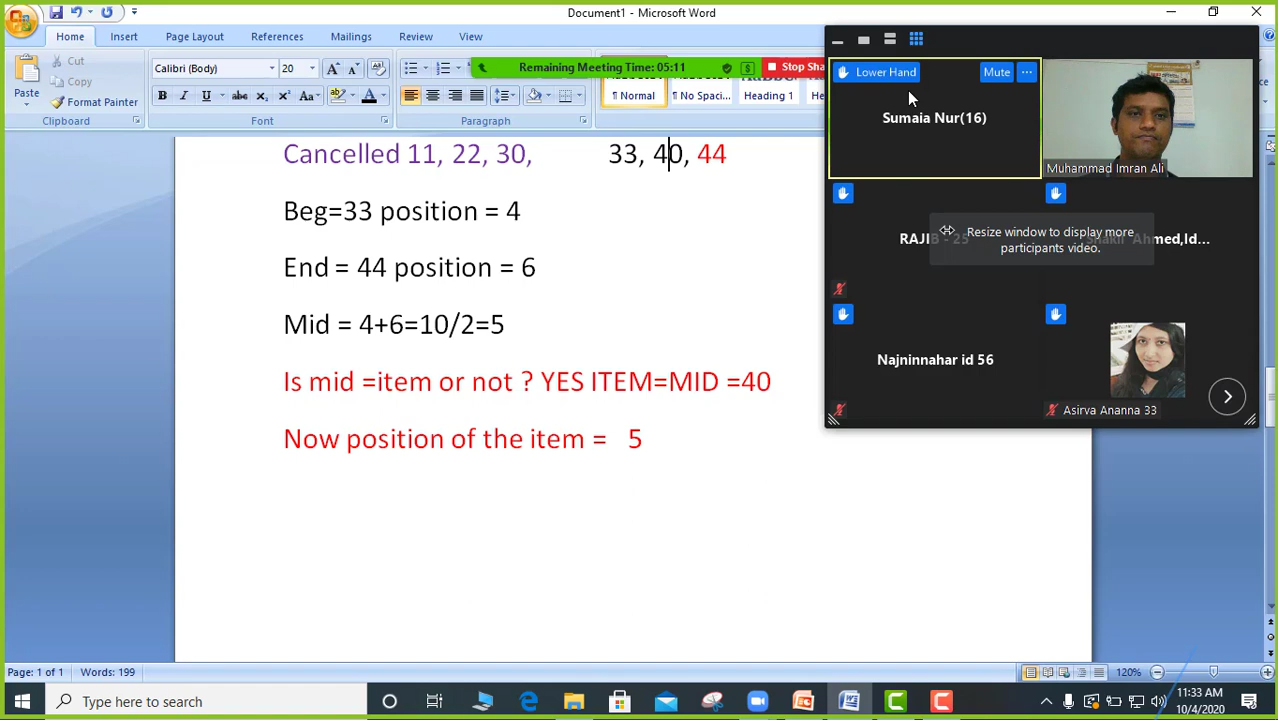 Document1 - Microsoft Word
Home Insert Page Layout References Mailings Review View
Remaining Meeting Time: 05:11
Stop Sha
Cut
Copy
Format Painter
Paste
Clipboard
Calibri (Body) 20
Font
Paragraph
¶ Normal
¶ No Spaci...
Heading 1
Cancelled 11, 22, 30, 33, 40, 44
Beg=33 position = 4
End = 44 position = 6
Mid = 4+6=10/2=5
Is mid =item or not ? YES ITEM=MID =40
Now position of the item = 5
Lower Hand
Mute
Sumaia Nur(16)
Muhammad Imran Ali
Resize window to display more
participants video.
Ahmed,Id...
Najninnahar id 56
Asirva Ananna 33
Page: 1 of 1
Words: 199
120%
Type here to search
11:33 AM
10/4/2020